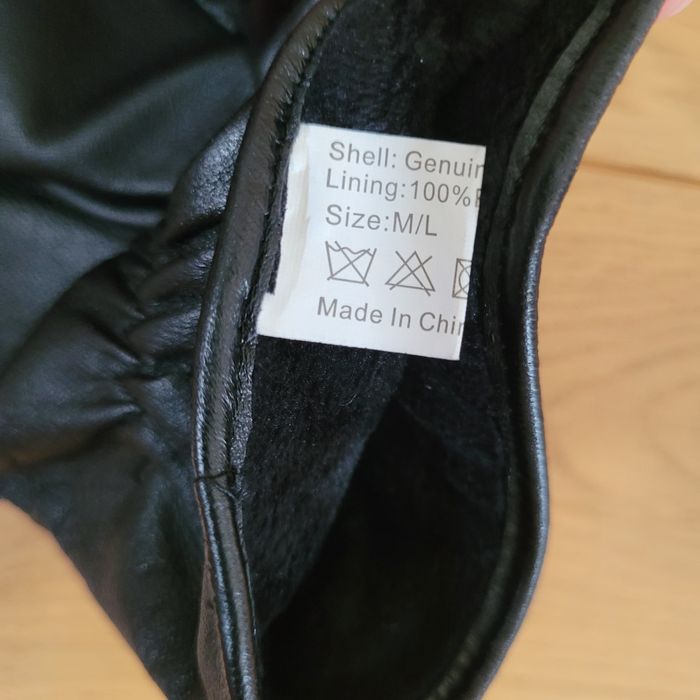 Shell: Genuin
Lining:100%
Size:M/L
Made In Chin